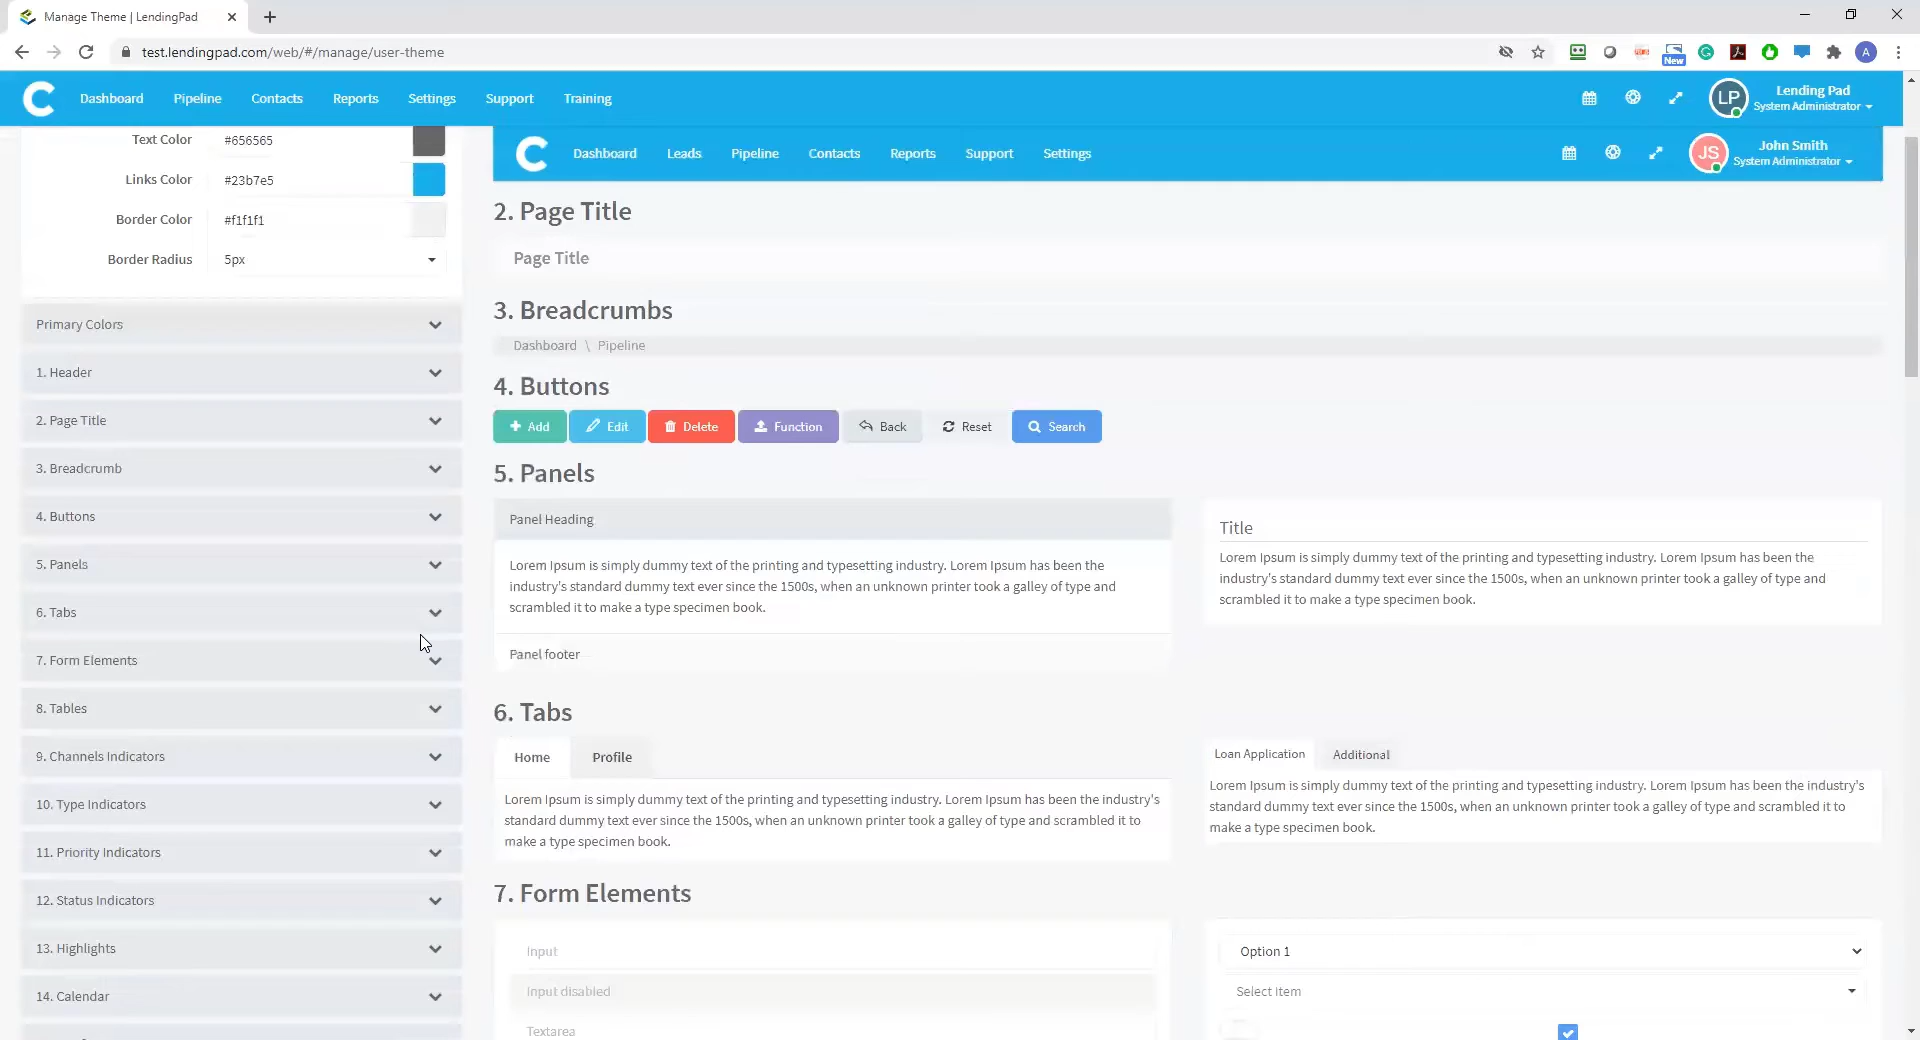 Manage Theme | LendingPad
test.lendingpad.com/web/#/manage/user-theme
New
A
Dashboard Pipeline Contacts Reports Settings Support Training
LP
Lending Pad
System Administrator
Text Color #656565
Links Color #23b7e5
Border Color #f1f1f1
Border Radius 5px
Primary Colors
1. Header
2. Page Title
3. Breadcrumb
4. Buttons
5. Panels
6. Tabs
7. Form Elements
8. Tables
9. Channels Indicators
10. Type Indicators
11. Priority Indicators
12. Status Indicators
13. Highlights
14. Calendar
Dashboard Leads Pipeline Contacts Reports Support Settings
JS
John Smith
System Administrator
2. Page Title
Page Title
3. Breadcrumbs
Dashboard \ Pipeline
4. Buttons
Add Edit Delete Function Back Reset Search
5. Panels
Panel Heading
Lorem Ipsum is simply dummy text of the printing and typesetting industry. Lorem Ipsum has been the
industry's standard dummy text ever since the 1500s, when an unknown printer took a galley of type and
scrambled it to make a type specimen book.
Panel footer
Title
Lorem Ipsum is simply dummy text of the printing and typesetting industry. Lorem Ipsum has been the
industry's standard dummy text ever since the 1500s, when an unknown printer took a galley of type and
scrambled it to make a type specimen book.
6. Tabs
Home Profile
Lorem Ipsum is simply dummy text of the printing and typesetting industry. Lorem Ipsum has been the industry's
standard dummy text ever since the 1500s, when an unknown printer took a galley of type and scrambled it to
make a type specimen book.
Loan Application Additional
Lorem Ipsum is simply dummy text of the printing and typesetting industry. Lorem Ipsum has been the industry's
standard dummy text ever since the 1500s, when an unknown printer took a galley of type and scrambled it to
make a type specimen book.
7. Form Elements
Input
Input disabled
Textarea
Option 1
Select item